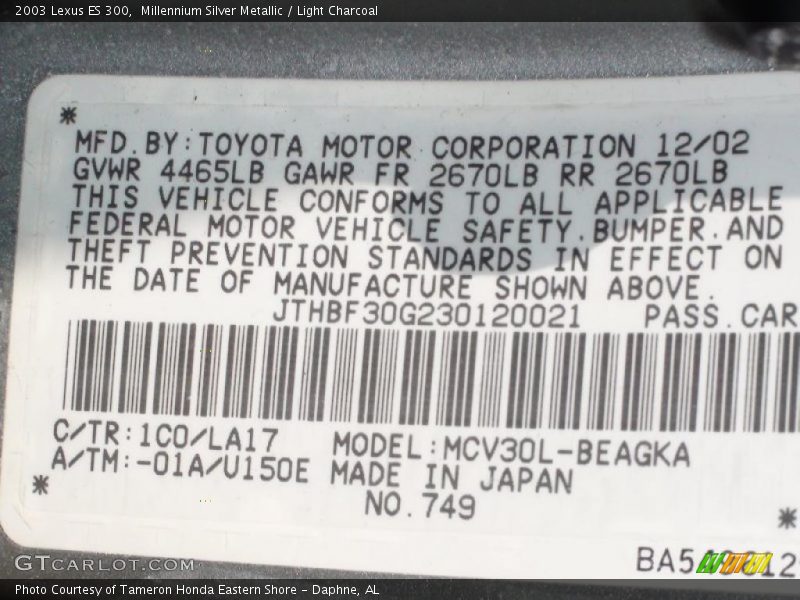 2003 Lexus ES 300,  Millennium Silver Metallic / Light Charcoal
*
MFD.BY:TOYOTA MOTOR CORPORATION 12/02
GVWR 4465LB GAWR FR 2670LB RR 2670LB
THIS VEHICLE CONFORMS TO ALL APPLICABLE
FEDERAL MOTOR VEHICLE SAFETY.BUMPER.AND
THEFT PREVENTION STANDARDS IN EFFECT ON
THE DATE OF MANUFACTURE SHOWN ABOVE.
JTHBF30G230120021 PASS.CAR
C/TR:1C0/LA17 MODEL:MCV30L-BEAGKA
A/TM:-01A/U150E MADE IN JAPAN
* NO.749 *
GTCarLot.com
Photo Courtesy of Tameron Honda Eastern Shore - Daphne, AL